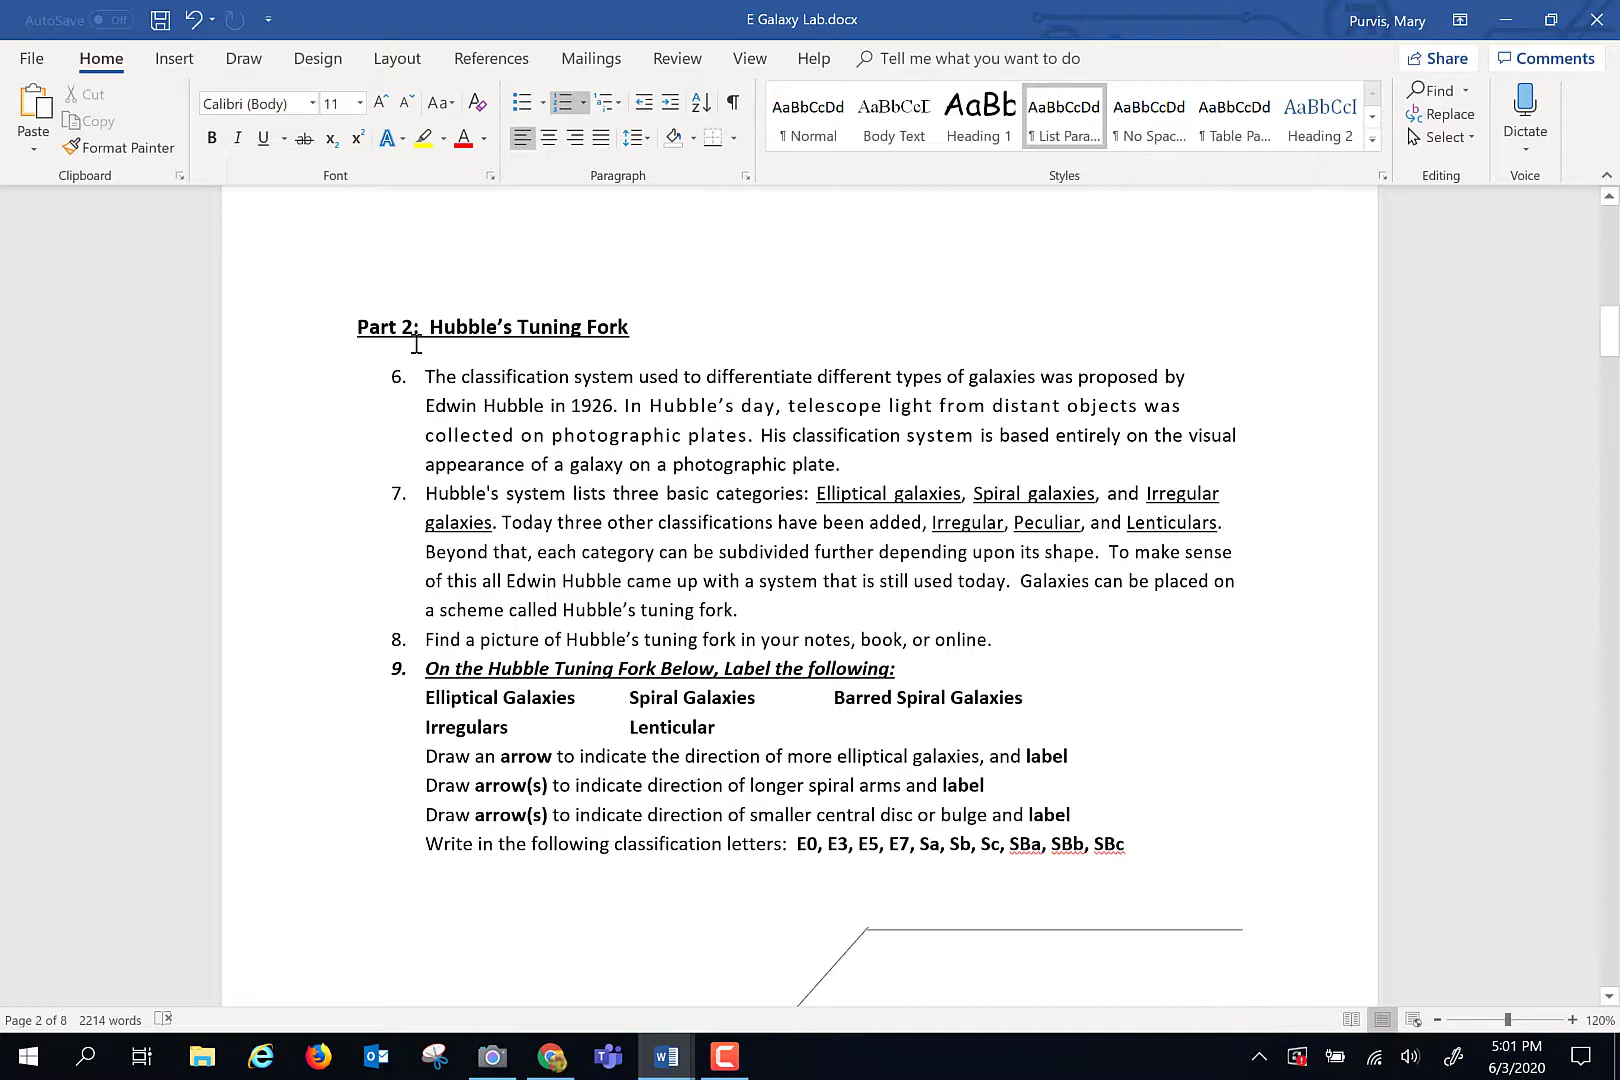 AutoSave Off
E Galaxy Lab.docx
Purvis, Mary
File Home Insert Draw Design Layout References Mailings Review View Help Tell me what you want to do Share Comments
Paste
Cut
Copy
Format Painter
Clipboard
Calibri (Body) 11
Font
Paragraph
AaBbCcDd AaBbCcI AaBb AaBbCcDd AaBbCcDd AaBbCcDd AaBbCcI
¶ Normal Body Text Heading 1 ¶ List Para... ¶ No Spac... ¶ Table Pa... Heading 2
Styles
Find
Replace
Select
Editing
Dictate
Voice
Part 2: Hubble’s Tuning Fork
6. The classification system used to differentiate different types of galaxies was proposed by
Edwin Hubble in 1926. In Hubble’s day, telescope light from distant objects was
collected on photographic plates. His classification system is based entirely on the visual
appearance of a galaxy on a photographic plate.
7. Hubble's system lists three basic categories: Elliptical galaxies, Spiral galaxies, and Irregular
galaxies. Today three other classifications have been added, Irregular, Peculiar, and Lenticulars.
Beyond that, each category can be subdivided further depending upon its shape. To make sense
of this all Edwin Hubble came up with a system that is still used today. Galaxies can be placed on
a scheme called Hubble’s tuning fork.
8. Find a picture of Hubble’s tuning fork in your notes, book, or online.
9. On the Hubble Tuning Fork Below, Label the following:
Elliptical Galaxies Spiral Galaxies Barred Spiral Galaxies
Irregulars Lenticular
Draw an arrow to indicate the direction of more elliptical galaxies, and label
Draw arrow(s) to indicate direction of longer spiral arms and label
Draw arrow(s) to indicate direction of smaller central disc or bulge and label
Write in the following classification letters: E0, E3, E5, E7, Sa, Sb, Sc, SBa, SBb, SBc
Page 2 of 8 2214 words
120%
5:01 PM
6/3/2020